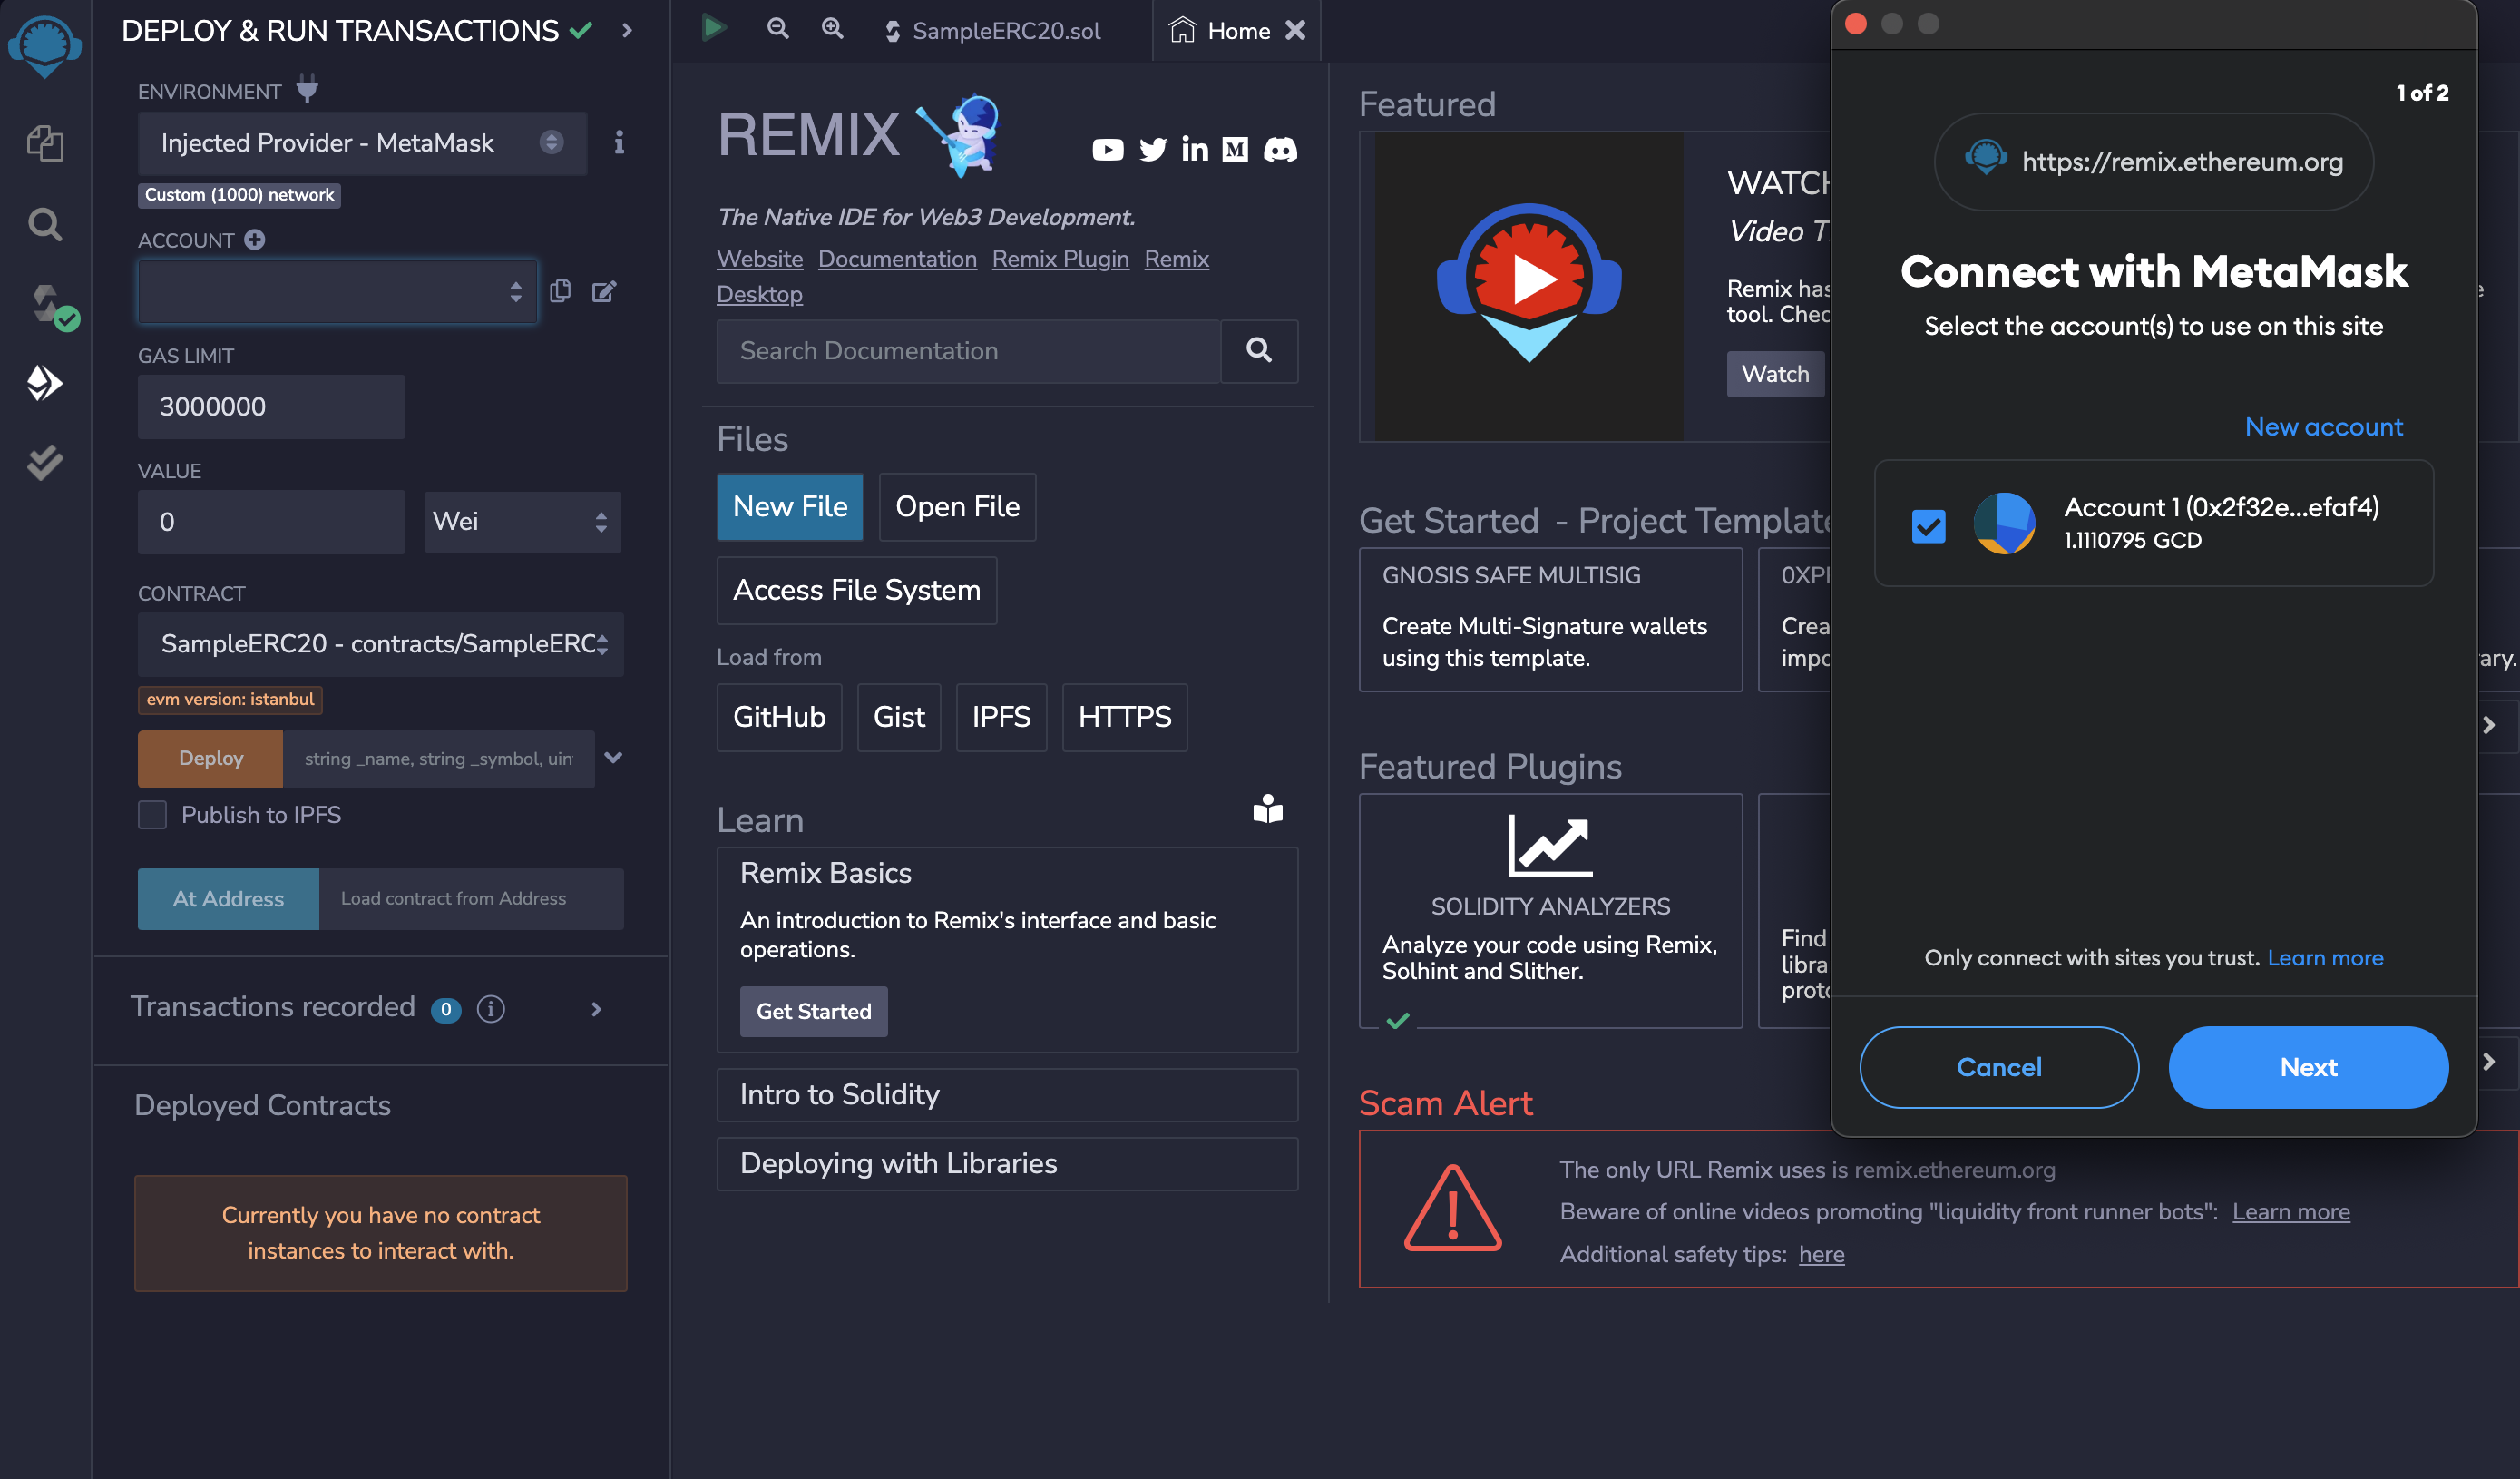 DEPLOY & RUN TRANSACTIONS
ENVIRONMENT
Injected Provider - MetaMask
Custom (1000) network
ACCOUNT
GAS LIMIT
3000000
VALUE
0
Wei
CONTRACT
SampleERC20 - contracts/SampleERC
evm version: istanbul
Deploy
string _name, string _symbol, uin
Publish to IPFS
At Address
Load contract from Address
Transactions recorded 0
Deployed Contracts
Currently you have no contract
instances to interact with.
SampleERC20.sol
Home
REMIX
The Native IDE for Web3 Development.
Website Documentation Remix Plugin Remix
Desktop
Search Documentation
Files
New File
Open File
Access File System
Load from
GitHub
Gist
IPFS
HTTPS
Learn
Remix Basics
An introduction to Remix's interface and basic
operations.
Get Started
Intro to Solidity
Deploying with Libraries
Featured
WATCH
Video T
Remix has
tool. Chec
Watch
Get Started - Project Template
GNOSIS SAFE MULTISIG
Create Multi-Signature wallets
using this template.
0XPR
Crea
impo
ary.
Featured Plugins
SOLIDITY ANALYZERS
Analyze your code using Remix,
Solhint and Slither.
Find
libra
proto
Scam Alert
The only URL Remix uses is remix.ethereum.org
Beware of online videos promoting "liquidity front runner bots": Learn more
Additional safety tips: here
1 of 2
https://remix.ethereum.org
Connect with MetaMask
Select the account(s) to use on this site
New account
Account 1 (0x2f32e...efaf4)
1.1110795 GCD
Only connect with sites you trust. Learn more
Cancel
Next